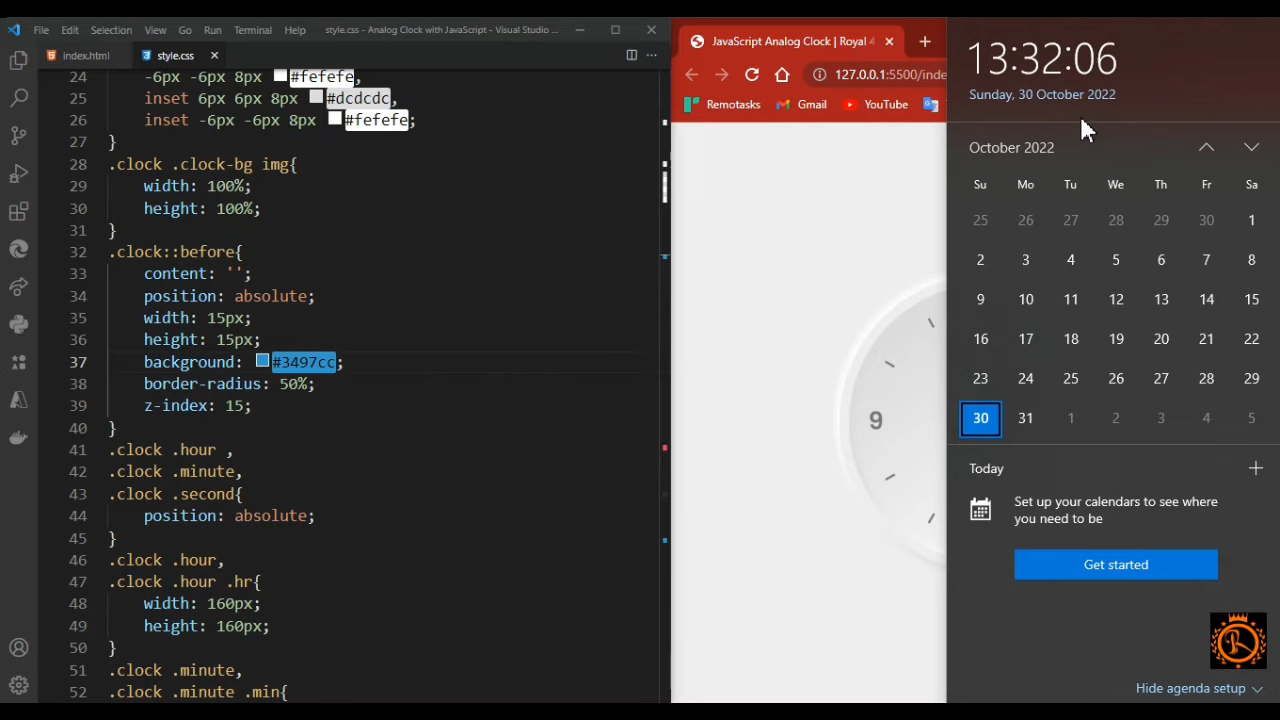 File Edit Selection View Go Run Terminal Help style.css - Analog Clock with JavaScript - Visual Studio ...
index.html style.css
24 -6px -6px 8px #fefefe,
25 inset 6px 6px 8px #dcdcdc,
26 inset -6px -6px 8px #fefefe;
27 }
28 .clock .clock-bg img{
29 width: 100%;
30 height: 100%;
31 }
32 .clock::before{
33 content: '';
34 position: absolute;
35 width: 15px;
36 height: 15px;
37 background: #3497cc;
38 border-radius: 50%;
39 z-index: 15;
40 }
41 .clock .hour ,
42 .clock .minute,
43 .clock .second{
44 position: absolute;
45 }
46 .clock .hour,
47 .clock .hour .hr{
48 width: 160px;
49 height: 160px;
50 }
51 .clock .minute,
52 .clock .minute .min{
JavaScript Analog Clock | Royal 4
127.0.0.1:5500/inde
Remotasks Gmail YouTube
9
13:32:06
Sunday, 30 October 2022
October 2022
Su Mo Tu We Th Fr Sa
25 26 27 28 29 30 1
2 3 4 5 6 7 8
9 10 11 12 13 14 15
16 17 18 19 20 21 22
23 24 25 26 27 28 29
30 31 1 2 3 4 5
Today
Set up your calendars to see where
you need to be
Get started
Hide agenda setup